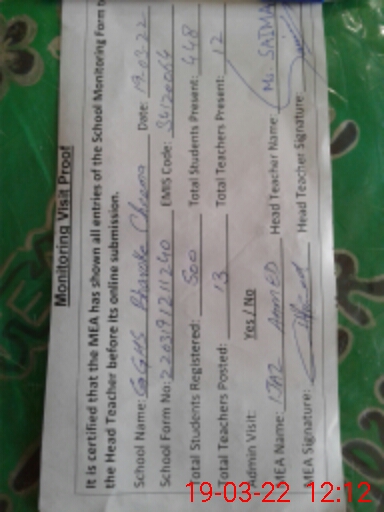 Monitoring Visit Proof
It is certified that the MEA has shown all entries of the School Monitoring Form to
the Head Teacher before its online submission.
School Name: GGHS Bharoke Cheema Date: 19-03-22
School Form No: 2203191211240 EMIS Code: 34120064
Total Students Registered: 500 Total Students Present: 448
Total Teachers Posted: 13 Total Teachers Present: 12
Admin Visit: Yes / No
MEA Name: IJAZ AHMED Head Teacher Name: Ms. SAIMA
MEA Signature: Head Teacher Signature:
19-03-22 12:12